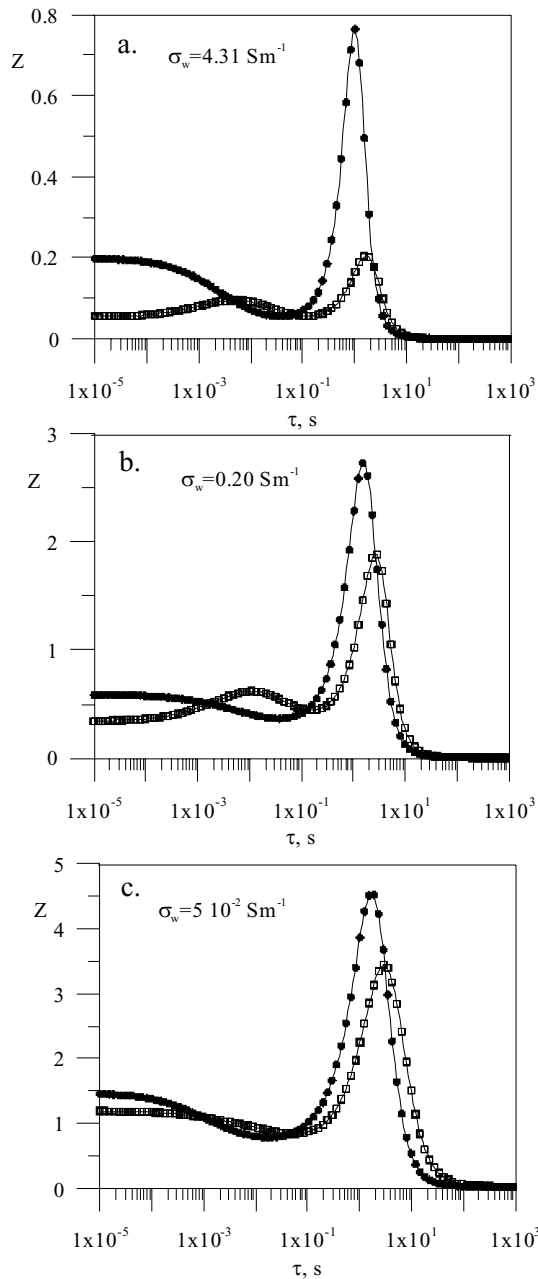 a.
σw=4.31 Sm⁻¹
Z
0.8
0.6
0.4
0.2
0
1x10⁻⁵ 1x10⁻³ 1x10⁻¹ 1x10¹ 1x10³
τ, s
b.
σw=0.20 Sm⁻¹
Z
3
2
1
0
1x10⁻⁵ 1x10⁻³ 1x10⁻¹ 1x10¹ 1x10³
τ, s
c.
σw=5 10⁻² Sm⁻¹
Z
5
4
3
2
1
0
1x10⁻⁵ 1x10⁻³ 1x10⁻¹ 1x10¹ 1x10³
τ, s